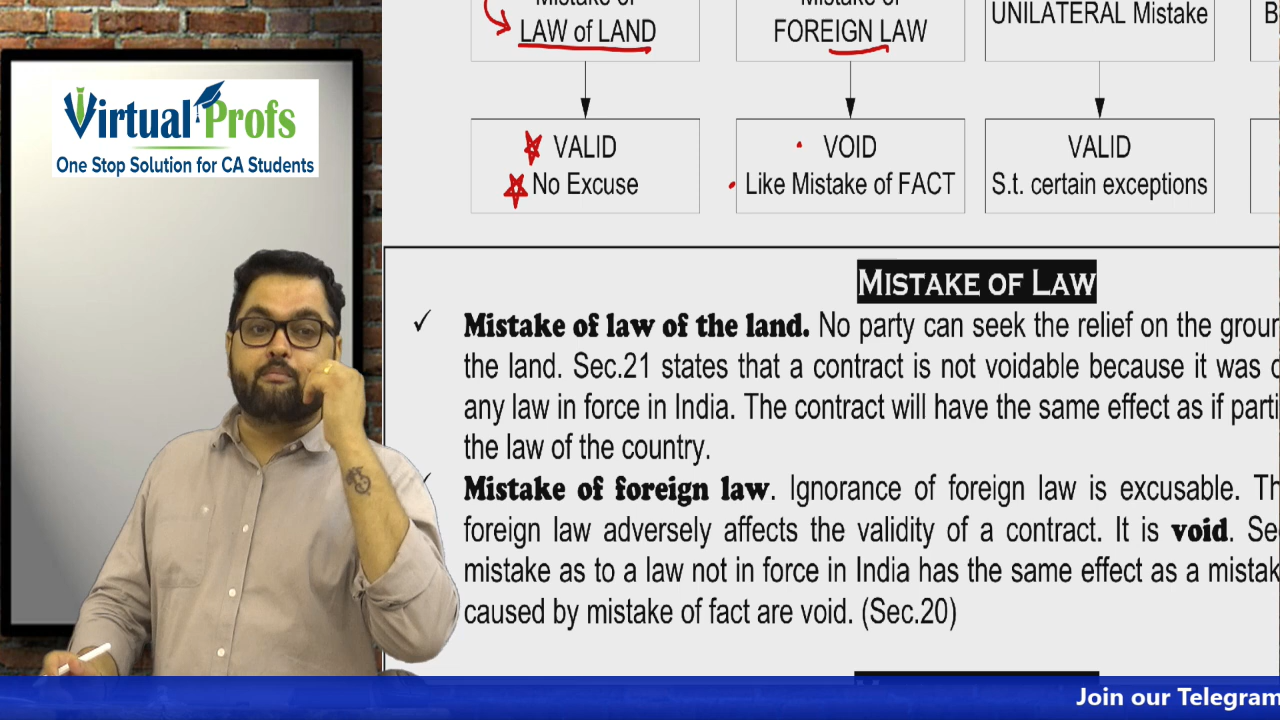 LAW of LAND
FOREIGN LAW
UNILATERAL Mistake
VALID
No Excuse
VOID
Like Mistake of FACT
VALID
S.t. certain exceptions
Virtual Profs
One Stop Solution for CA Students
MISTAKE OF LAW
✓ Mistake of law of the land. No party can seek the relief on the
the land. Sec.21 states that a contract is not voidable because it was
any law in force in India. The contract will have the same effect as if
the law of the country.
Mistake of foreign law. Ignorance of foreign law is excusable.
foreign law adversely affects the validity of a contract. It is void.
mistake as to a law not in force in India has the same effect as a
caused by mistake of fact are void. (Sec.20)
Join our Telegram